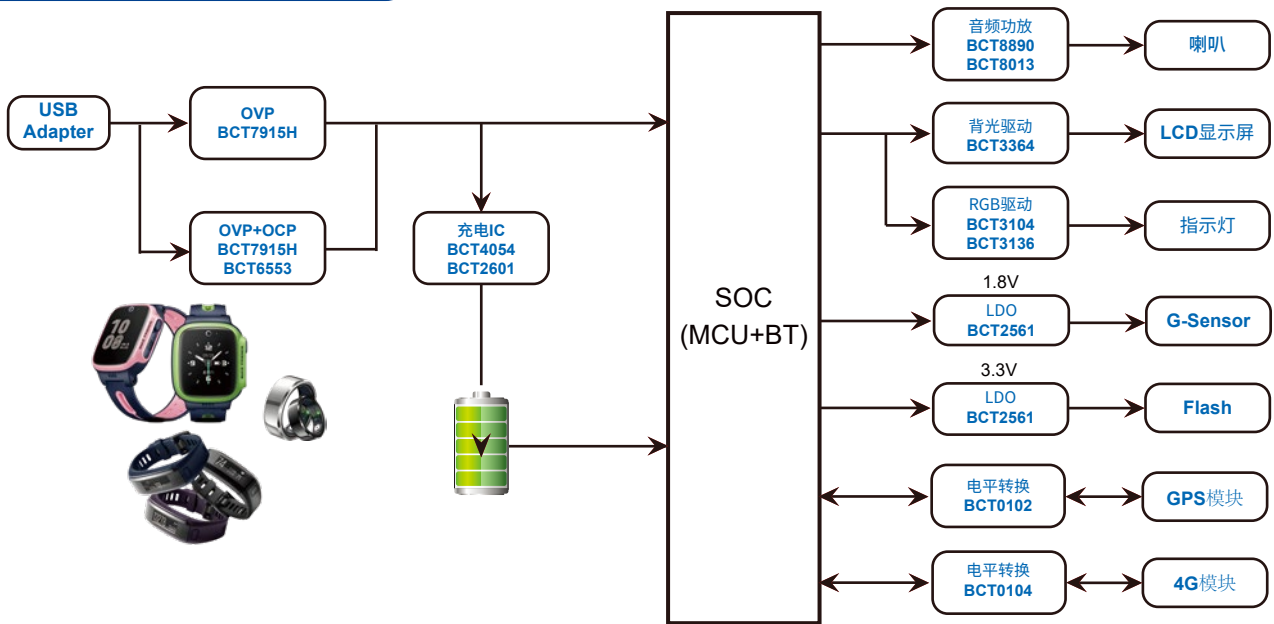 USB
Adapter
OVP
BCT7915H
OVP+OCP
BCT7915H
BCT6553
充电IC
BCT4054
BCT2601
SOC
(MCU+BT)
音频功放
BCT8890
BCT8013
喇叭
背光驱动
BCT3364
LCD显示屏
RGB驱动
BCT3104
BCT3136
指示灯
1.8V
LDO
BCT2561
G-Sensor
3.3V
LDO
BCT2561
Flash
电平转换
BCT0102
GPS模块
电平转换
BCT0104
4G模块
10
08